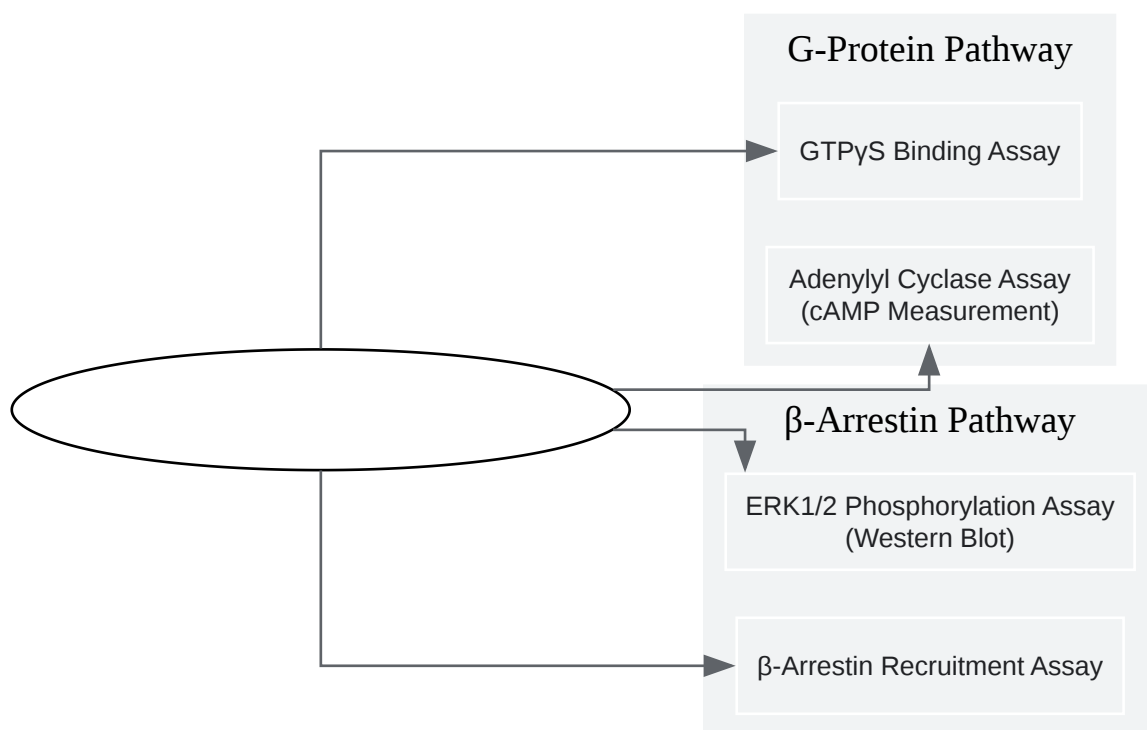 G-Protein Pathway
GTPγS Binding Assay
Adenylyl Cyclase Assay
(cAMP Measurement)
β-Arrestin Pathway
ERK1/2 Phosphorylation Assay
(Western Blot)
β-Arrestin Recruitment Assay